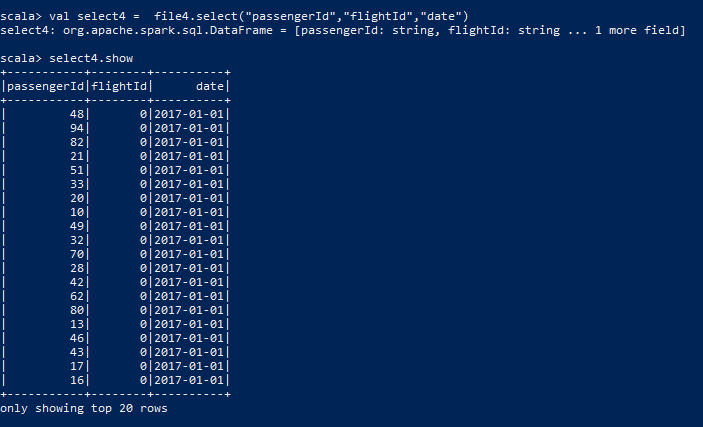 scala> val select4 =  file4.select("passengerId","flightId","date")
select4: org.apache.spark.sql.DataFrame = [passengerId: string, flightId: string ... 1 more field]
scala> select4.show
+-----------+--------+----------+
|passengerId|flightId|      date|
+-----------+--------+----------+
|         48|       0|2017-01-01|
|         94|       0|2017-01-01|
|         82|       0|2017-01-01|
|         21|       0|2017-01-01|
|         51|       0|2017-01-01|
|         33|       0|2017-01-01|
|         20|       0|2017-01-01|
|         10|       0|2017-01-01|
|         49|       0|2017-01-01|
|         32|       0|2017-01-01|
|         70|       0|2017-01-01|
|         28|       0|2017-01-01|
|         42|       0|2017-01-01|
|         62|       0|2017-01-01|
|         80|       0|2017-01-01|
|         13|       0|2017-01-01|
|         46|       0|2017-01-01|
|         43|       0|2017-01-01|
|         17|       0|2017-01-01|
|         16|       0|2017-01-01|
+-----------+--------+----------+
only showing top 20 rows